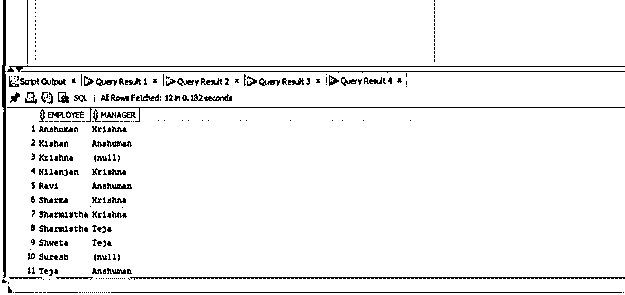 Script Output × Query Result 1 × Query Result 2 × Query Result 3 × Query Result 4 ×
SQL | All Rows Fetched: 12 in 0.132 seconds
EMPLOYEE MANAGER
1 Anshuman Krishna
2 Kishan Anshuman
3 Krishna (null)
4 Nilanjan Krishna
5 Ravi Anshuman
6 Sharma Krishna
7 Sharmistha Krishna
8 Sharmistha Teja
9 Shweta Teja
10 Suresh (null)
11 Teja Anshuman